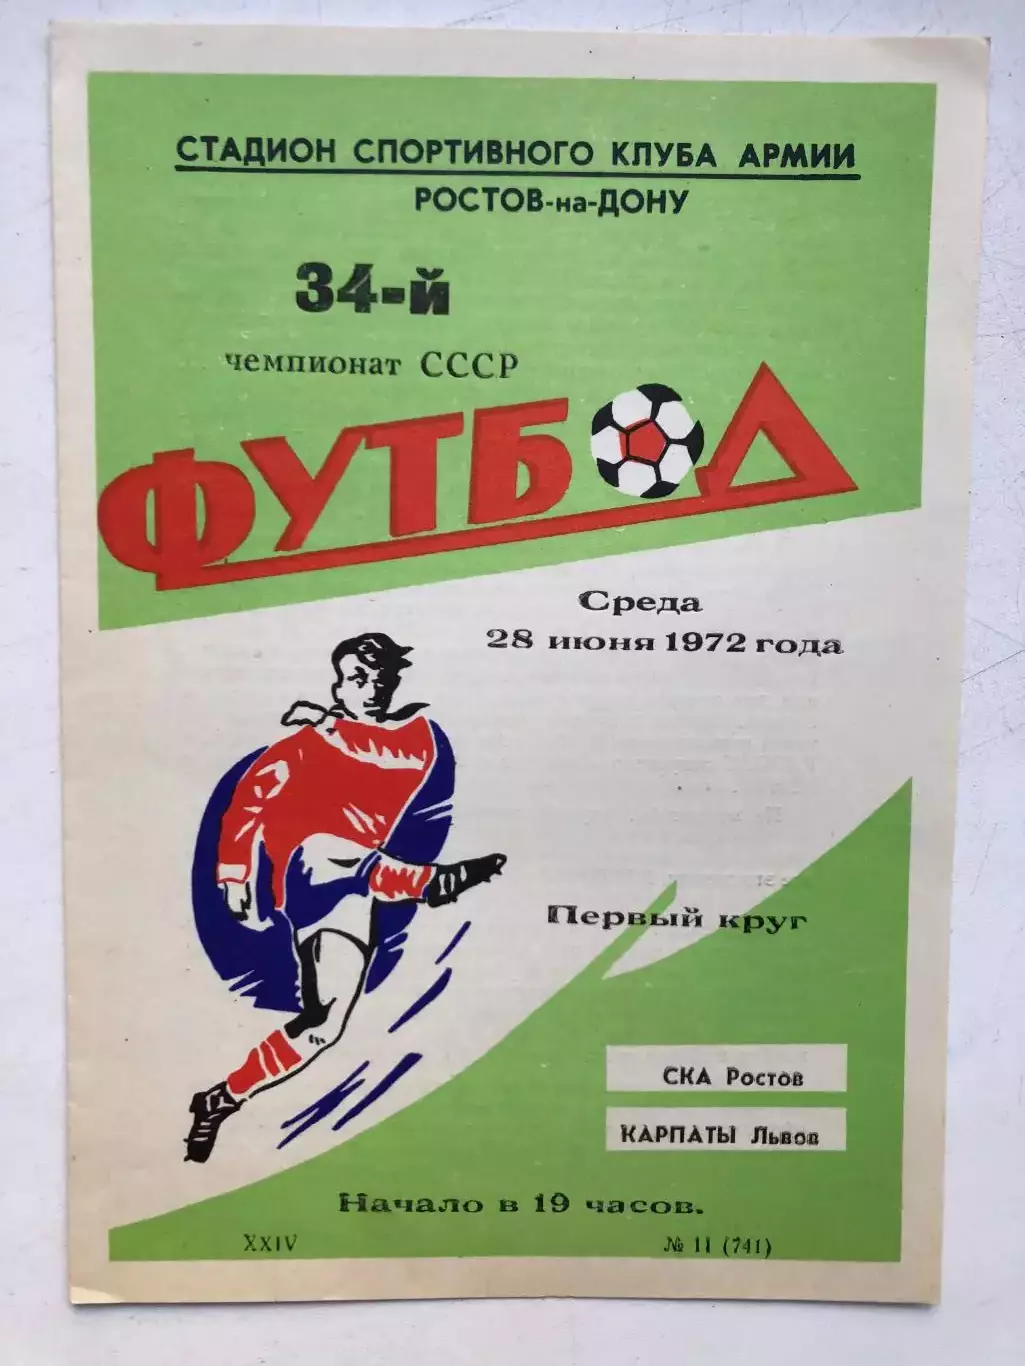 СТАДИОН СПОРТИВНОГО КЛУБА АРМИИ
РОСТОВ-на-ДОНУ
34-й
чемпионат СССР
ФУТБОЛ
Среда
28 июня 1972 года
Первый круг
СКА Ростов
КАРПАТЫ Львов
Начало в 19 часов.
XXIV
№ 11 (741)